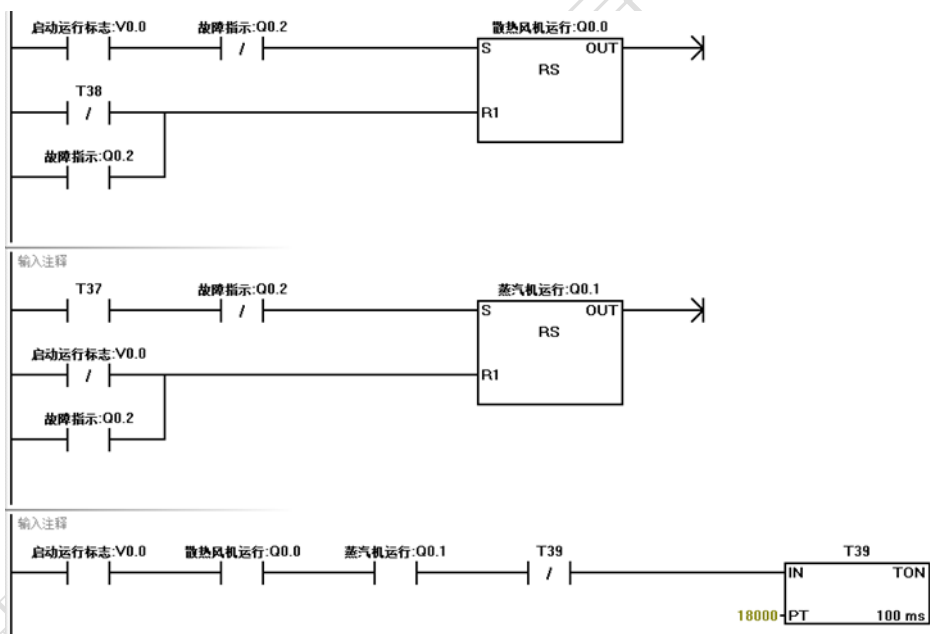 启动运行标志:V0.0 故障指示:Q0.2 散热风机运行:Q0.0
/ S OUT
RS
T38
/ R1
故障指示:Q0.2
输入注释
T37 故障指示:Q0.2 蒸汽机运行:Q0.1
/ S OUT
RS
启动运行标志:V0.0
/ R1
故障指示:Q0.2
输入注释
启动运行标志:V0.0 散热风机运行:Q0.0 蒸汽机运行:Q0.1 T39 T39
/ IN TON
18000 PT 100 ms